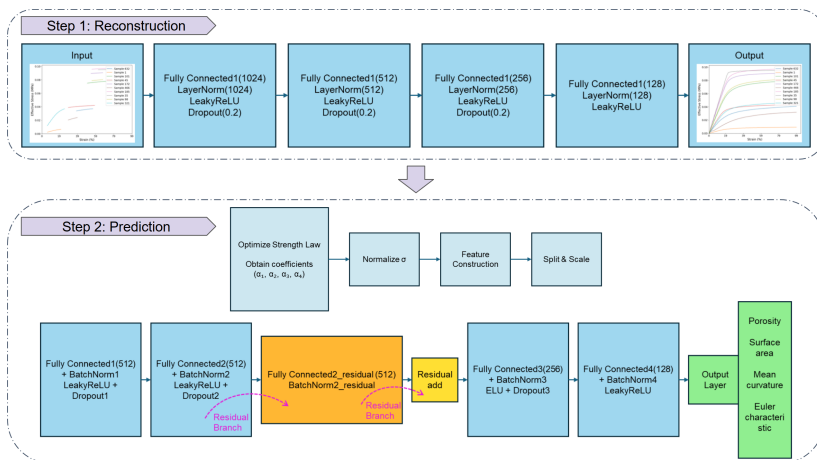 Step 1: Reconstruction
Input
Fully Connected1(1024)
LayerNorm(1024)
LeakyReLU
Dropout(0.2)
Fully Connected1(512)
LayerNorm(512)
LeakyReLU
Dropout(0.2)
Fully Connected1(256)
LayerNorm(256)
LeakyReLU
Dropout(0.2)
Fully Connected1(128)
LayerNorm(128)
LeakyReLU
Output
Step 2: Prediction
Optimize Strength Law
Obtain coefficients
(α₁, α₂, α₃, α₄)
Normalize σ
Feature
Construction
Split & Scale
Fully Connected1(512)
+ BatchNorm1
LeakyReLU +
Dropout1
Fully Connected2(512)
+ BatchNorm2
LeakyReLU +
Dropout2
Residual
Branch
Fully Connected2_residual (512)
BatchNorm2_residual
Residual
Branch
Residual
add
Fully Connected3(256)
+ BatchNorm3
ELU + Dropout3
Fully Connected4(128)
+ BatchNorm4
LeakyReLU
Output
Layer
Porosity
Surface
area
Mean
curvature
Euler
characteri
stic